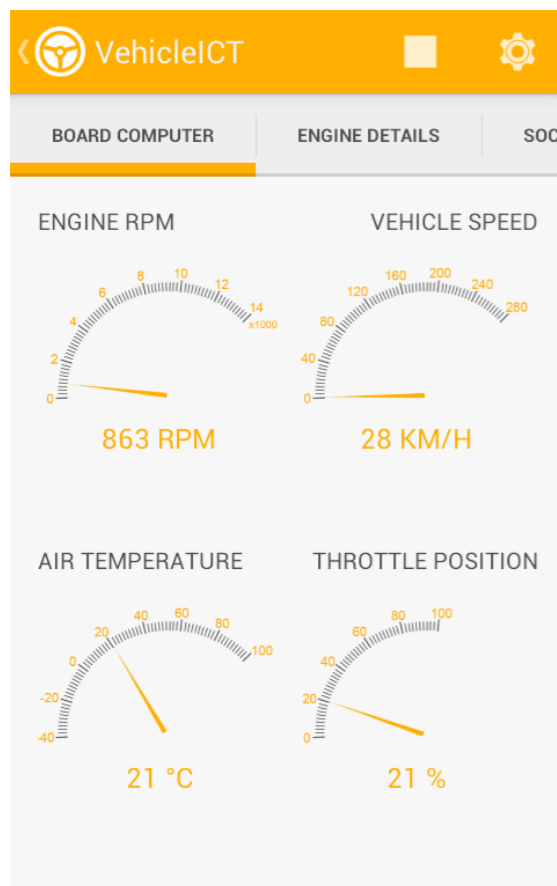 VehicleICT
BOARD COMPUTER ENGINE DETAILS SOC
ENGINE RPM
0 2 4 6 8 10 12 14
x1000
863 RPM
VEHICLE SPEED
0 40 80 120 160 200 240 280
28 KM/H
AIR TEMPERATURE
-40 -20 0 20 40 60 80 100
21 °C
THROTTLE POSITION
0 20 40 60 80 100
21 %